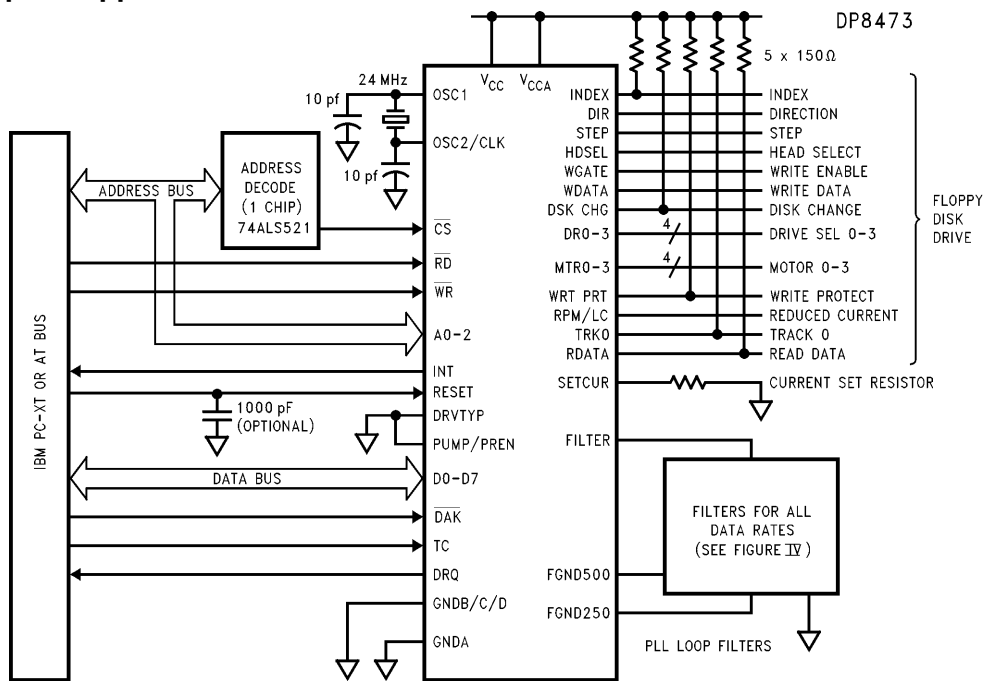 DP8473
5 x 150Ω
24 MHz
10 pf
10 pf
OSC1
OSC2/CLK
VCC
VCCA
IBM PC-XT OR AT BUS
ADDRESS BUS
ADDRESS
DECODE
(1 CHIP)
74ALS521
CS
RD
WR
A0-2
INT
RESET
1000 pF
(OPTIONAL)
DRVTYP
PUMP/PREN
DATA BUS
D0-D7
DAK
TC
DRQ
GNDB/C/D
GNDA
INDEX
INDEX
DIR
DIRECTION
STEP
STEP
HDSEL
HEAD SELECT
WGATE
WRITE ENABLE
WDATA
WRITE DATA
DSK CHG
DISK CHANGE
DR0-3
4
DRIVE SEL 0-3
MTR0-3
4
MOTOR 0-3
WRT PRT
WRITE PROTECT
RPM/LC
REDUCED CURRENT
TRK0
TRACK 0
RDATA
READ DATA
FLOPPY
DISK
DRIVE
SETCUR
CURRENT SET RESISTOR
FILTER
FILTERS FOR ALL
DATA RATES
(SEE FIGURE IV)
FGND500
FGND250
PLL LOOP FILTERS